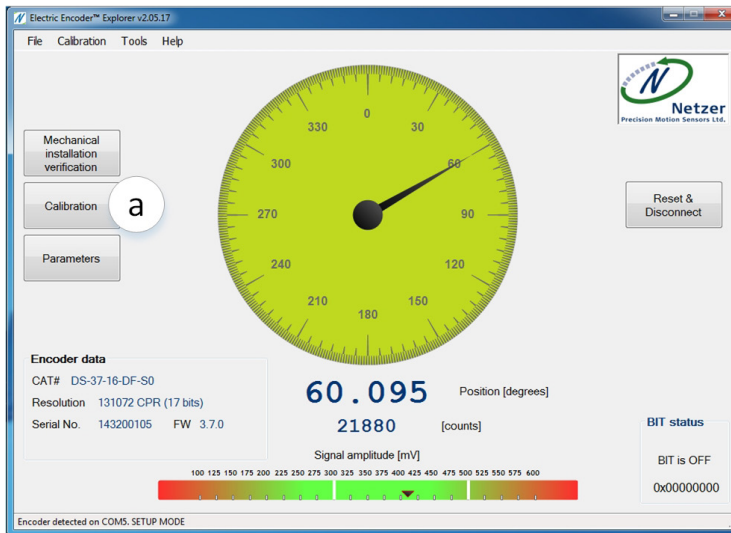 Electric Encoder™ Explorer v2.05.17
File Calibration Tools Help
Netzer
Precision Motion Sensors Ltd.
Mechanical
installation
verification
Calibration
a
Parameters
Reset &
Disconnect
0
30
60
90
120
150
180
210
240
270
300
330
Encoder data
CAT# DS-37-16-DF-S0
Resolution 131072 CPR (17 bits)
Serial No. 143200105 FW 3.7.0
60.095 Position [degrees]
21880 [counts]
Signal amplitude [mV]
100 125 150 175 200 225 250 275 300 325 350 375 400 425 450 475 500 525 550 575 600
BIT status
BIT is OFF
0x00000000
Encoder detected on COM5. SETUP MODE